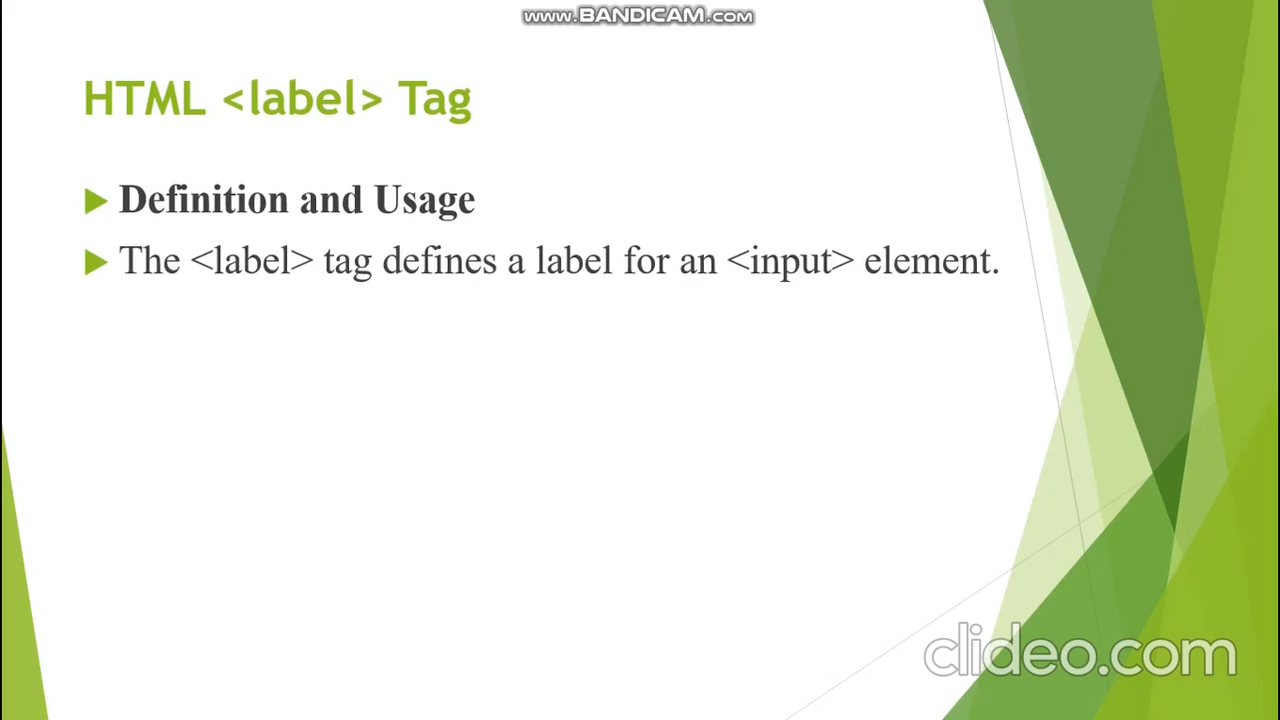 www.BANDICAM.com
HTML <label> Tag
Definition and Usage
The <label> tag defines a label for an <input> element.
clideo.com